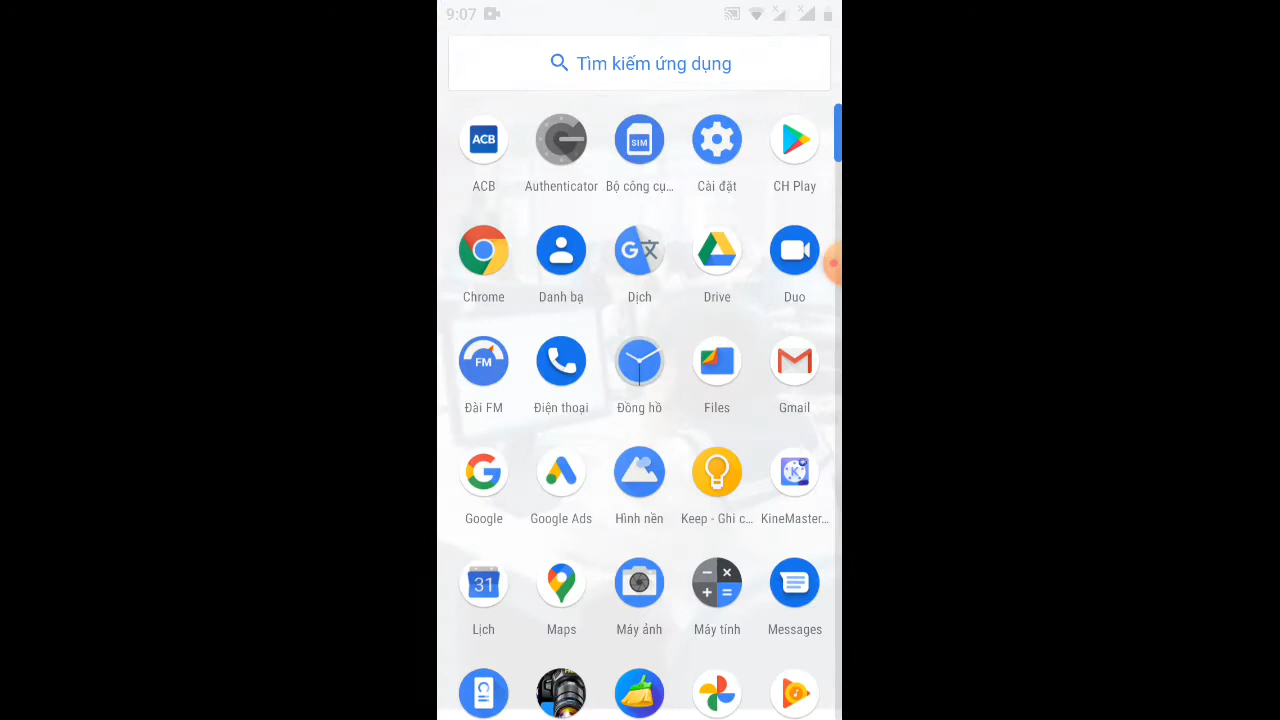 9:07
Tìm kiếm ứng dụng
ACB
SIM
ACB Authenticator Bộ công cụ... Cài đặt CH Play
G
Chrome Danh bạ Dịch Drive Duo
FM
Đài FM Điện thoại Đồng hồ Files Gmail
K
Google Google Ads Hình nền Keep - Ghi c... KineMaster...
31
Lịch Maps Máy ảnh Máy tính Messages